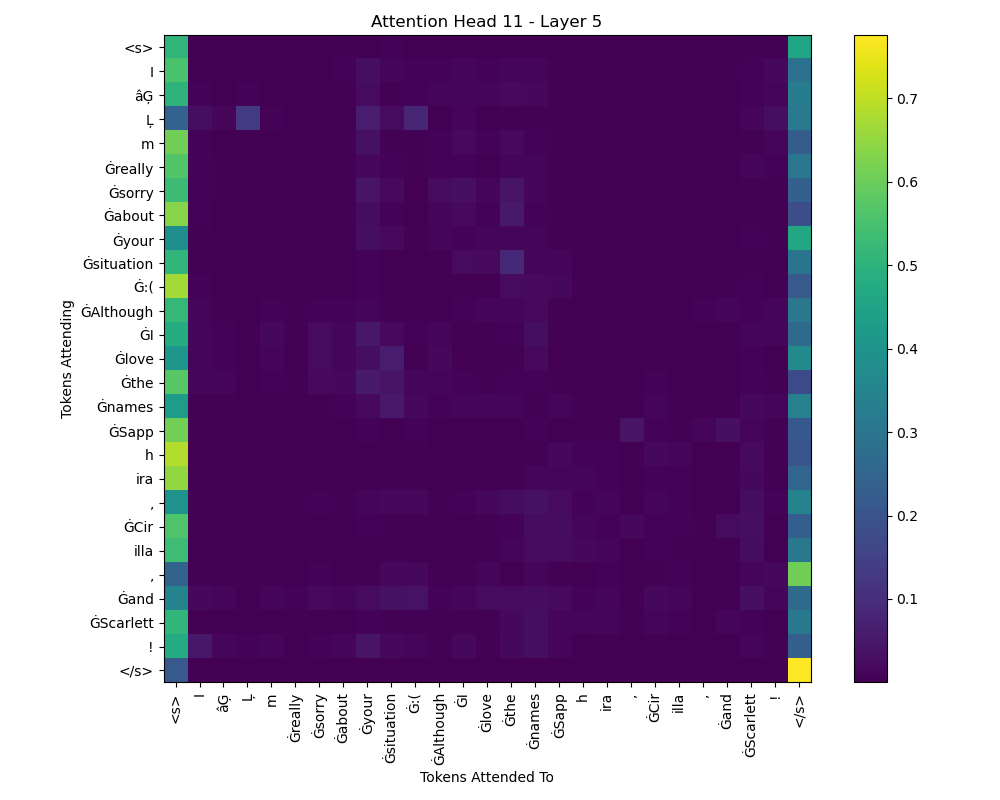 Attention Head 11 - Layer 5
<s>
I
âĢ
Ļ
m
Ġreally
Ġsorry
Ġabout
Ġyour
Ġsituation
Ġ:(
ĠAlthough
ĠI
Ġlove
Ġthe
Ġnames
ĠSapp
h
ira
,
ĠCir
illa
,
Ġand
ĠScarlett
!
</s>
Tokens Attending
<s>
I
âĢ
Ļ
m
Ġreally
Ġsorry
Ġabout
Ġyour
Ġsituation
Ġ:(
ĠAlthough
ĠI
Ġlove
Ġthe
Ġnames
ĠSapp
h
ira
,
ĠCir
illa
,
Ġand
ĠScarlett
!
</s>
Tokens Attended To
0.7
0.6
0.5
0.4
0.3
0.2
0.1